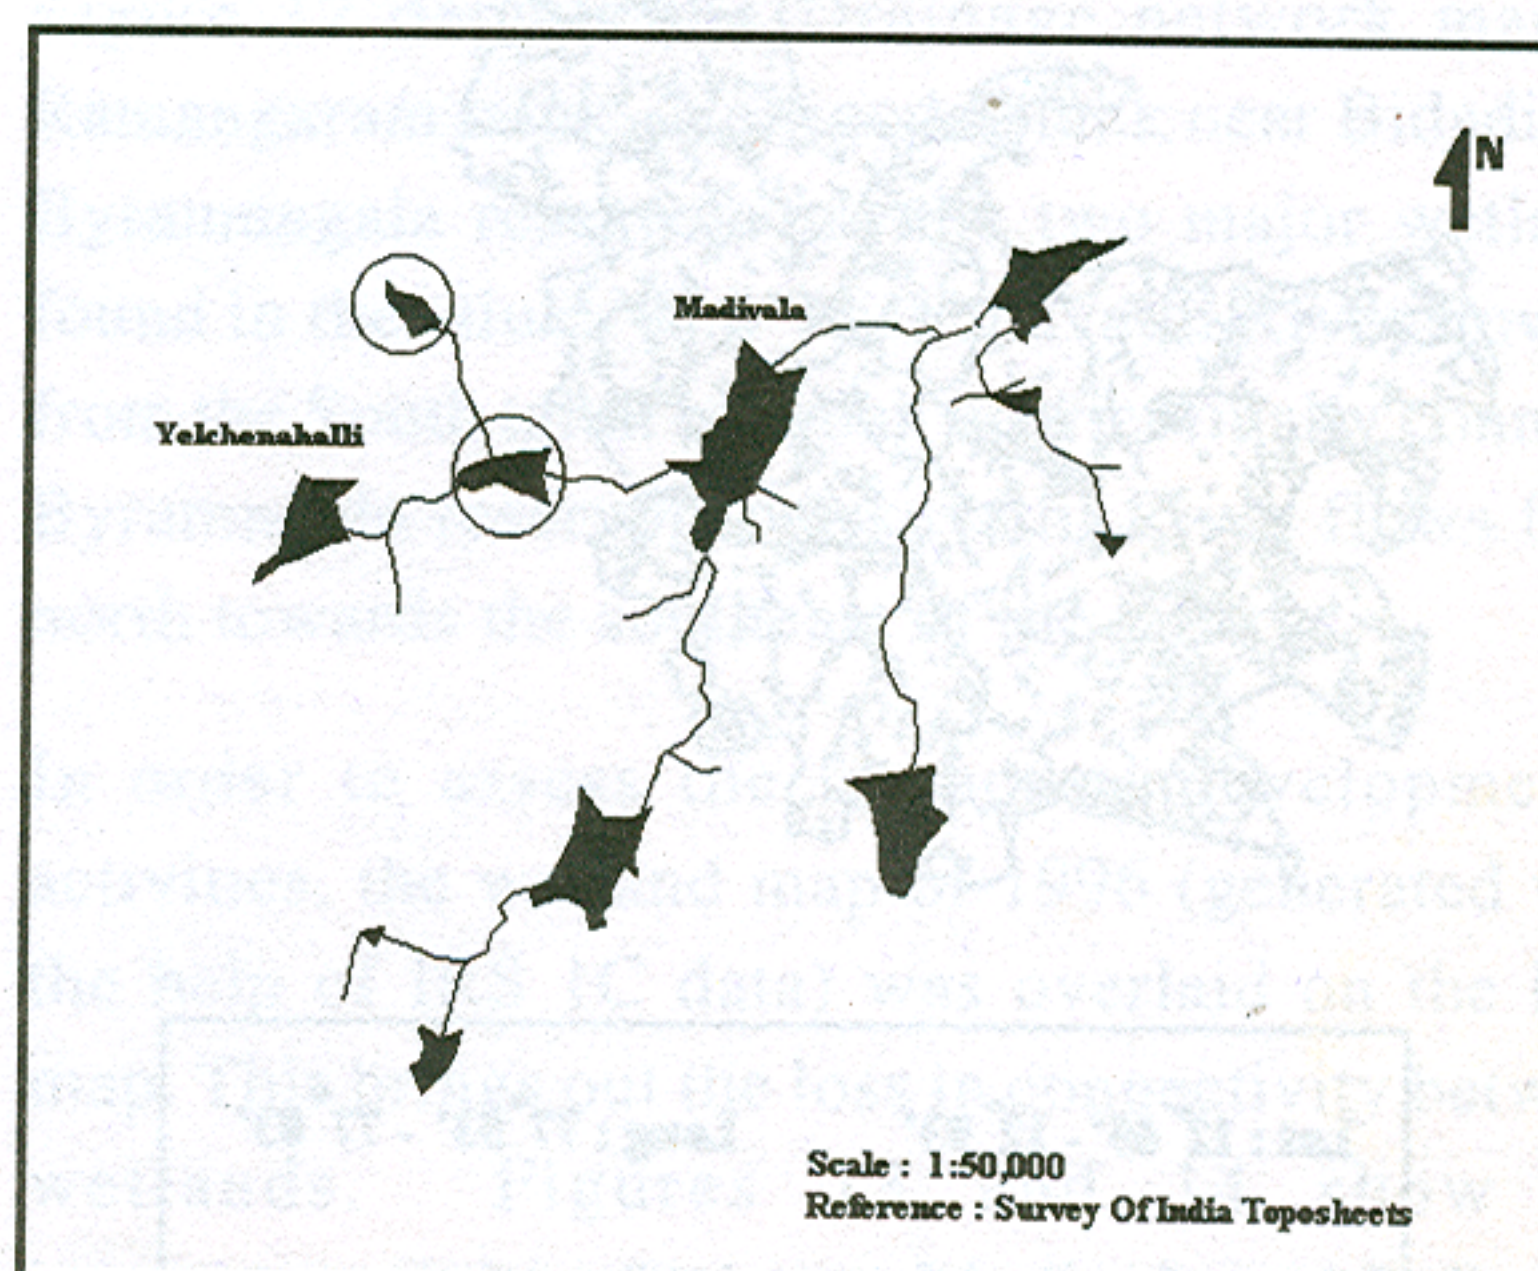 N
Madivala
Yelchenahalli
Scale : 1:50,000
Reference : Survey Of India Toposheets